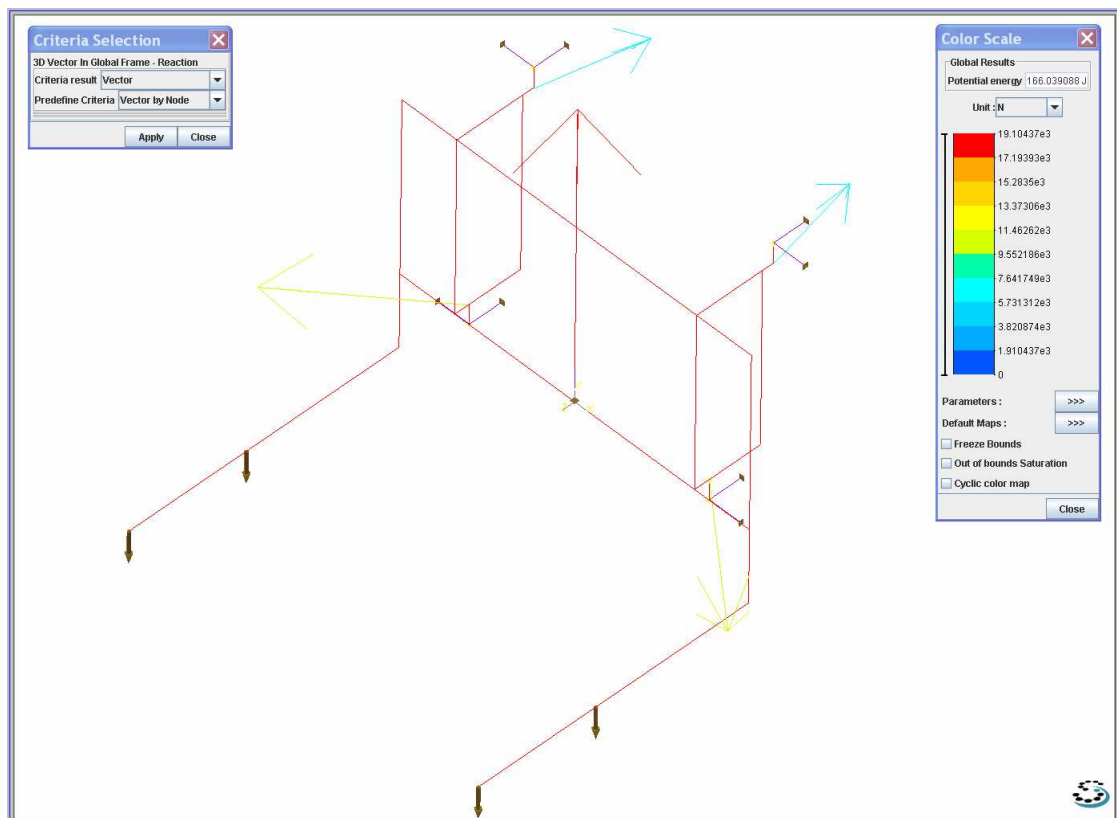 Criteria Selection
3D Vector In Global Frame - Reaction
Criteria result Vector
Predefine Criteria Vector by Node
Apply Close
Color Scale
Global Results
Potential energy 166.039088 J
Unit : N
19.10437e3
17.19393e3
15.2835e3
13.37306e3
11.46262e3
9.552186e3
7.641749e3
5.731312e3
3.820874e3
1.910437e3
0
Parameters : >>>
Default Maps : >>>
Freeze Bounds
Out of bounds Saturation
Cyclic color map
Close